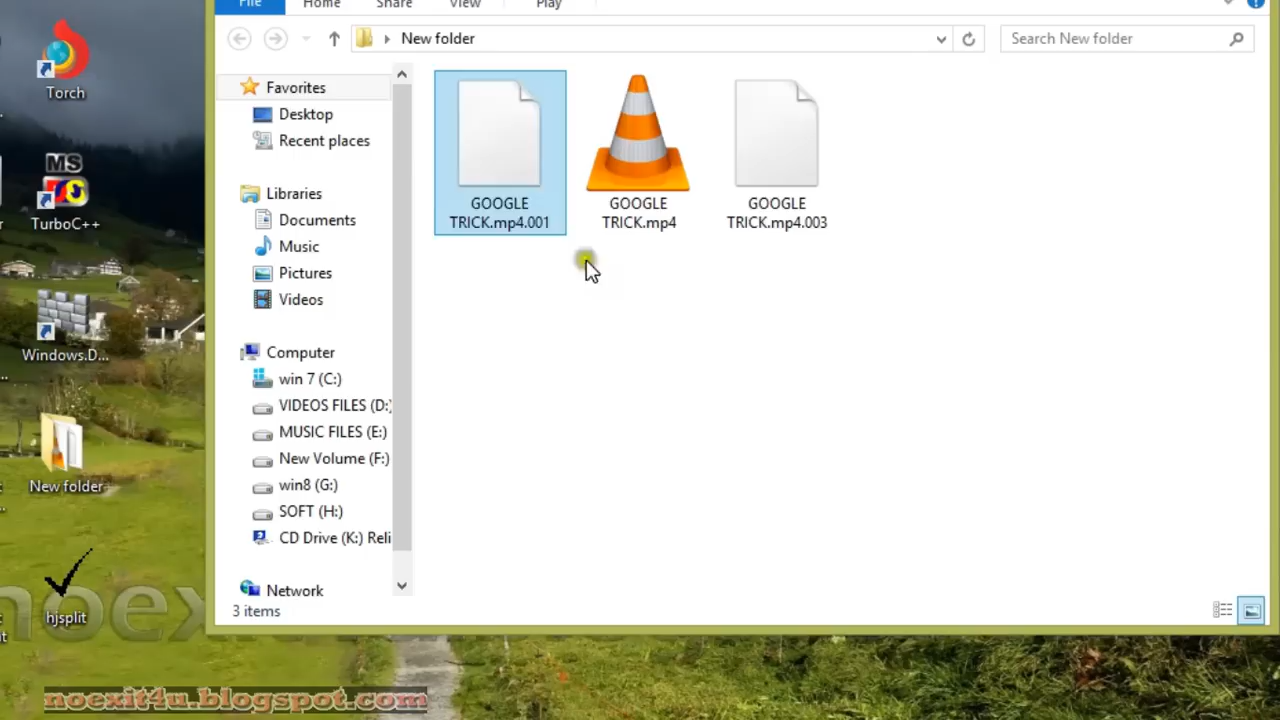 File
Home
Share
View
Play
New folder
Search New folder
Torch
MS
TurboC++
Windows.D...
New folder
hjsplit
Favorites
Desktop
Recent places
Libraries
Documents
Music
Pictures
Videos
Computer
win 7 (C:)
VIDEOS FILES (D:)
MUSIC FILES (E:)
New Volume (F:)
win8 (G:)
SOFT (H:)
CD Drive (K:) Reli
Network
GOOGLE
TRICK.mp4.001
GOOGLE
TRICK.mp4
GOOGLE
TRICK.mp4.003
3 items
noex
noexit4u.blogspot.com